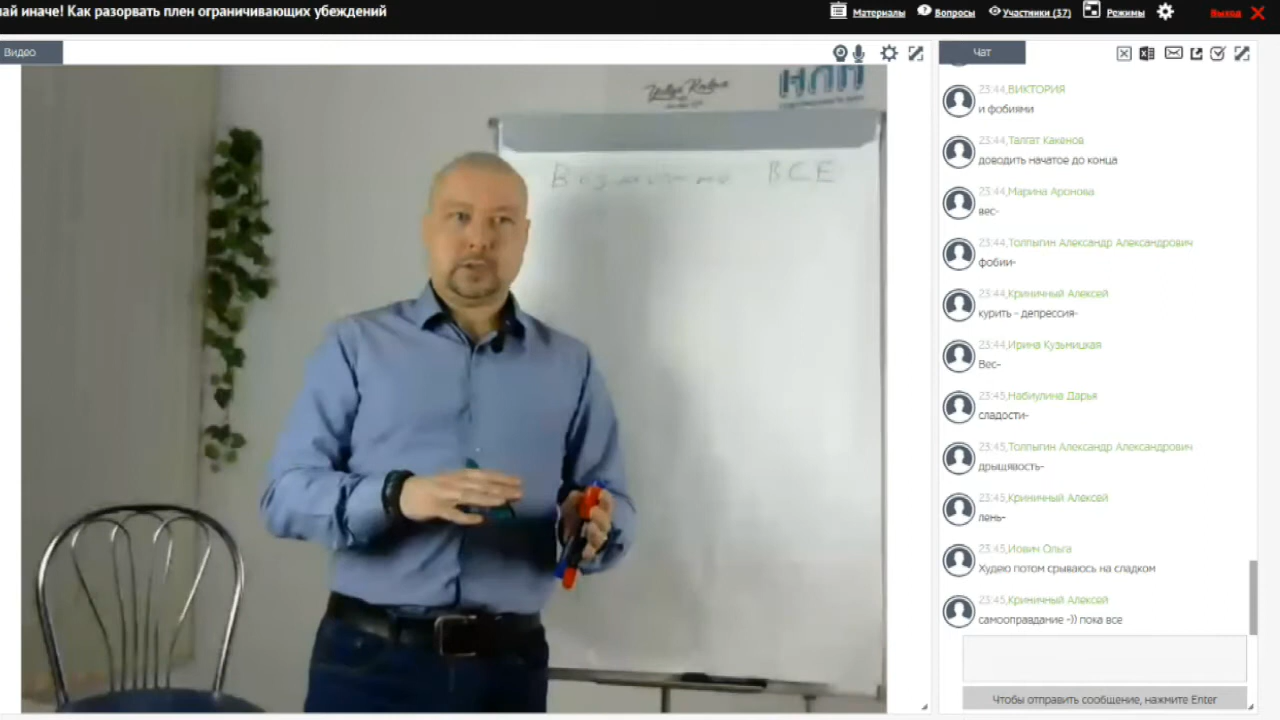 ай иначе! Как разорвать плен ограничивающих убеждений
Материалы
Вопросы
Участники (37)
Режимы
Выход
Видео
Чат
НЛП
Возможно ВСЕ
23:44, ВИКТОРИЯ
и фобиями
23:44, Талгат Какенов
доводить начатое до конца
23:44, Марина Аронова
вес-
23:44, Толпыгин Александр Александрович
фобии-
23:44, Криничный Алексей
курить - депрессия-
23:44, Ирина Кузьмицкая
Вес-
23:45, Набиулина Дарья
сладости-
23:45, Толпыгин Александр Александрович
дрыщявость-
23:45, Криничный Алексей
лень-
23:45, Иович Ольга
Худею потом срываюсь на сладком
23:45, Криничный Алексей
самооправдание -)) пока все
Чтобы отправить сообщение, нажмите Enter